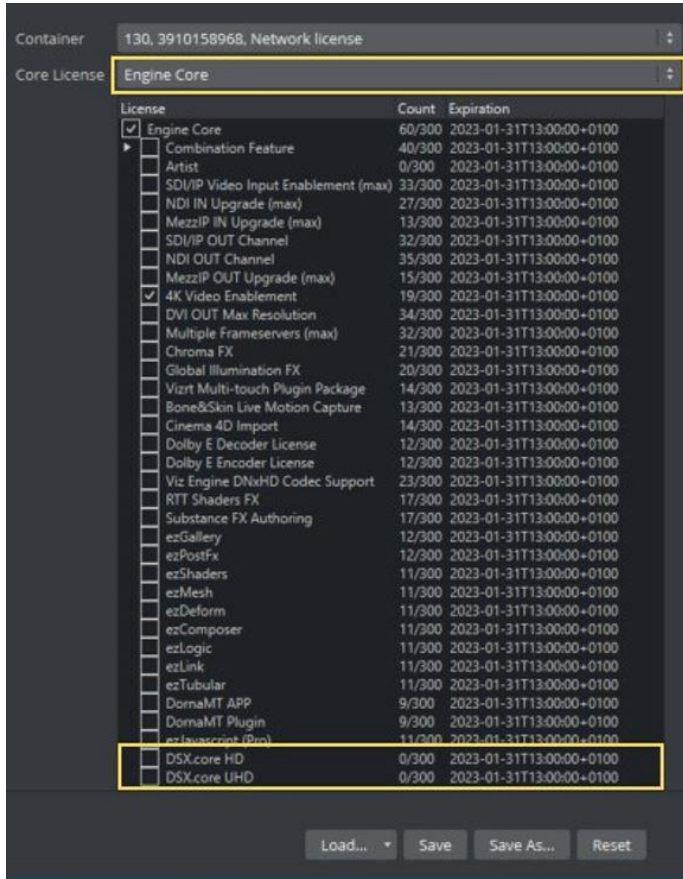 Container 130, 3910158968, Network license
Core License Engine Core
License Count Expiration
Engine Core 60/300 2023-01-31T13:00:00+0100
Combination Feature 40/300 2023-01-31T13:00:00+0100
Artist 0/300 2023-01-31T13:00:00+0100
SDI/IP Video Input Enablement (max) 33/300 2023-01-31T13:00:00+0100
NDI IN Upgrade (max) 27/300 2023-01-31T13:00:00+0100
MezzIP IN Upgrade (max) 13/300 2023-01-31T13:00:00+0100
SDI/IP OUT Channel 32/300 2023-01-31T13:00:00+0100
NDI OUT Channel 35/300 2023-01-31T13:00:00+0100
MezzIP OUT Upgrade (max) 15/300 2023-01-31T13:00:00+0100
4K Video Enablement 19/300 2023-01-31T13:00:00+0100
DVI OUT Max Resolution 34/300 2023-01-31T13:00:00+0100
Multiple Frameservers (max) 32/300 2023-01-31T13:00:00+0100
Chroma FX 21/300 2023-01-31T13:00:00+0100
Global Illumination FX 20/300 2023-01-31T13:00:00+0100
Vizrt Multi-touch Plugin Package 14/300 2023-01-31T13:00:00+0100
Bone&Skin Live Motion Capture 13/300 2023-01-31T13:00:00+0100
Cinema 4D Import 14/300 2023-01-31T13:00:00+0100
Dolby E Decoder License 12/300 2023-01-31T13:00:00+0100
Dolby E Encoder License 12/300 2023-01-31T13:00:00+0100
Viz Engine DNxHD Codec Support 23/300 2023-01-31T13:00:00+0100
RTT Shaders FX 17/300 2023-01-31T13:00:00+0100
Substance FX Authoring 17/300 2023-01-31T13:00:00+0100
ezGallery 12/300 2023-01-31T13:00:00+0100
ezPostFx 12/300 2023-01-31T13:00:00+0100
ezShaders 11/300 2023-01-31T13:00:00+0100
ezMesh 11/300 2023-01-31T13:00:00+0100
ezDeform 11/300 2023-01-31T13:00:00+0100
ezComposer 11/300 2023-01-31T13:00:00+0100
ezLogic 11/300 2023-01-31T13:00:00+0100
ezLink 11/300 2023-01-31T13:00:00+0100
ezTubular 11/300 2023-01-31T13:00:00+0100
DornaMT APP 9/300 2023-01-31T13:00:00+0100
DornaMT Plugin 9/300 2023-01-31T13:00:00+0100
ezJavascript (Pro) 11/300 2023-01-31T13:00:00+0100
DSX.core HD 0/300 2023-01-31T13:00:00+0100
DSX.core UHD 0/300 2023-01-31T13:00:00+0100
Load... Save Save As... Reset